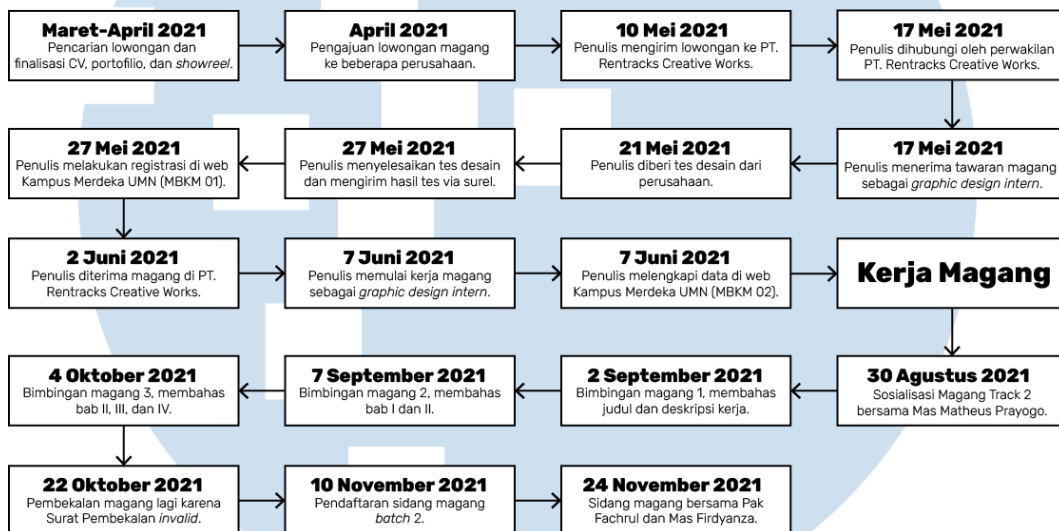 Maret-April 2021
Pencarian lowongan dan
finalisasi CV, portofolio, dan showreel.
April 2021
Pengajuan lowongan magang
ke beberapa perusahaan.
10 Mei 2021
Penulis mengirim lowongan ke PT.
Rentracks Creative Works.
17 Mei 2021
Penulis dihubungi oleh perwakilan
PT. Rentracks Creative Works.
17 Mei 2021
Penulis menerima tawaran magang
sebagai graphic design intern.
21 Mei 2021
Penulis diberi tes desain dari
perusahaan.
27 Mei 2021
Penulis menyelesaikan tes desain
dan mengirim hasil tes via surel.
27 Mei 2021
Penulis melakukan registrasi di web
Kampus Merdeka UMN (MBKM 01).
2 Juni 2021
Penulis diterima magang di PT.
Rentracks Creative Works.
7 Juni 2021
Penulis memulai kerja magang
sebagai graphic design intern.
7 Juni 2021
Penulis melengkapi data di web
Kampus Merdeka UMN (MBKM 02).
Kerja Magang
30 Agustus 2021
Sosialisasi Magang Track 2
bersama Mas Matheus Prayogo.
2 September 2021
Bimbingan magang 1, membahas
judul dan deskripsi kerja.
7 September 2021
Bimbingan magang 2, membahas
bab I dan II.
4 Oktober 2021
Bimbingan magang 3, membahas
bab II, III, dan IV.
22 Oktober 2021
Pembekalan magang lagi karena
Surat Pembekalan invalid.
10 November 2021
Pendaftaran sidang magang
batch 2.
24 November 2021
Sidang magang bersama Pak
Fachrul dan Mas Firdyanza.